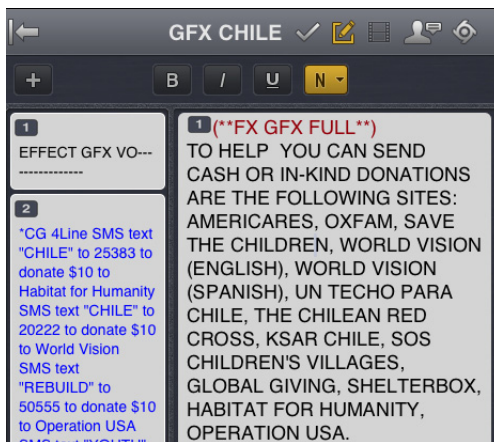 GFX CHILE
+ B I U N
1
EFFECT GFX VO---
-------------
2
*CG 4Line SMS text
"CHILE" to 25383 to
donate $10 to
Habitat for Humanity
SMS text "CHILE" to
20222 to donate $10
to World Vision
SMS text
"REBUILD" to
50555 to donate $10
to Operation USA
SMS text "YOUTH"
1 (**FX GFX FULL**)
TO HELP  YOU CAN SEND
CASH OR IN-KIND DONATIONS
ARE THE FOLLOWING SITES:
AMERICARES, OXFAM, SAVE
THE CHILDREN, WORLD VISION
(ENGLISH), WORLD VISION
(SPANISH), UN TECHO PARA
CHILE, THE CHILEAN RED
CROSS, KSAR CHILE, SOS
CHILDREN'S VILLAGES,
GLOBAL GIVING, SHELTERBOX,
HABITAT FOR HUMANITY,
OPERATION USA.